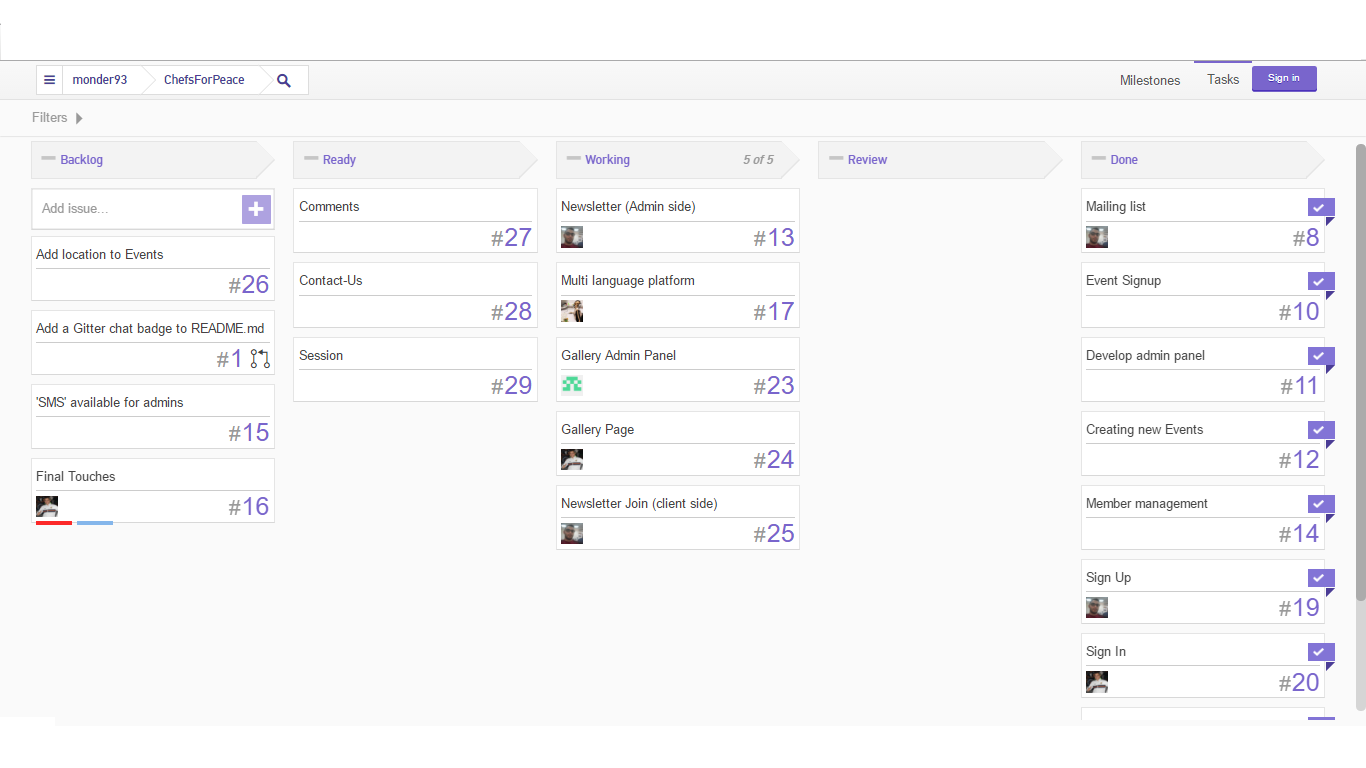 monder93
ChefsForPeace
Milestones
Tasks
Sign in
Filters
Backlog
Add issue...
Add location to Events
#26
Add a Gitter chat badge to README.md
#1
'SMS' available for admins
#15
Final Touches
#16
Ready
Comments
#27
Contact-Us
#28
Session
#29
Working
5 of 5
Newsletter (Admin side)
#13
Multi language platform
#17
Gallery Admin Panel
#23
Gallery Page
#24
Newsletter Join (client side)
#25
Review
Done
Mailing list
#8
Event Signup
#10
Develop admin panel
#11
Creating new Events
#12
Member management
#14
Sign Up
#19
Sign In
#20